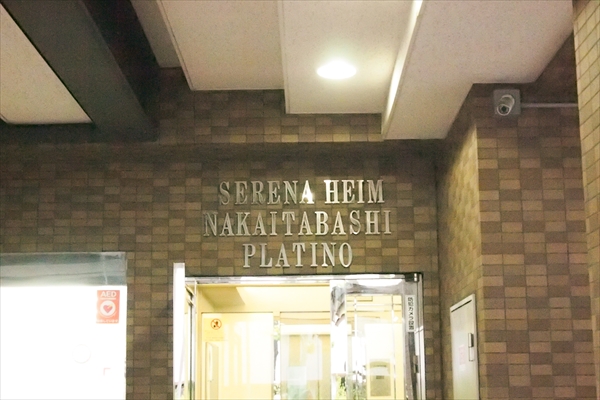 SERENA HEIM
NAKAITABASHI
PLATINO
AED